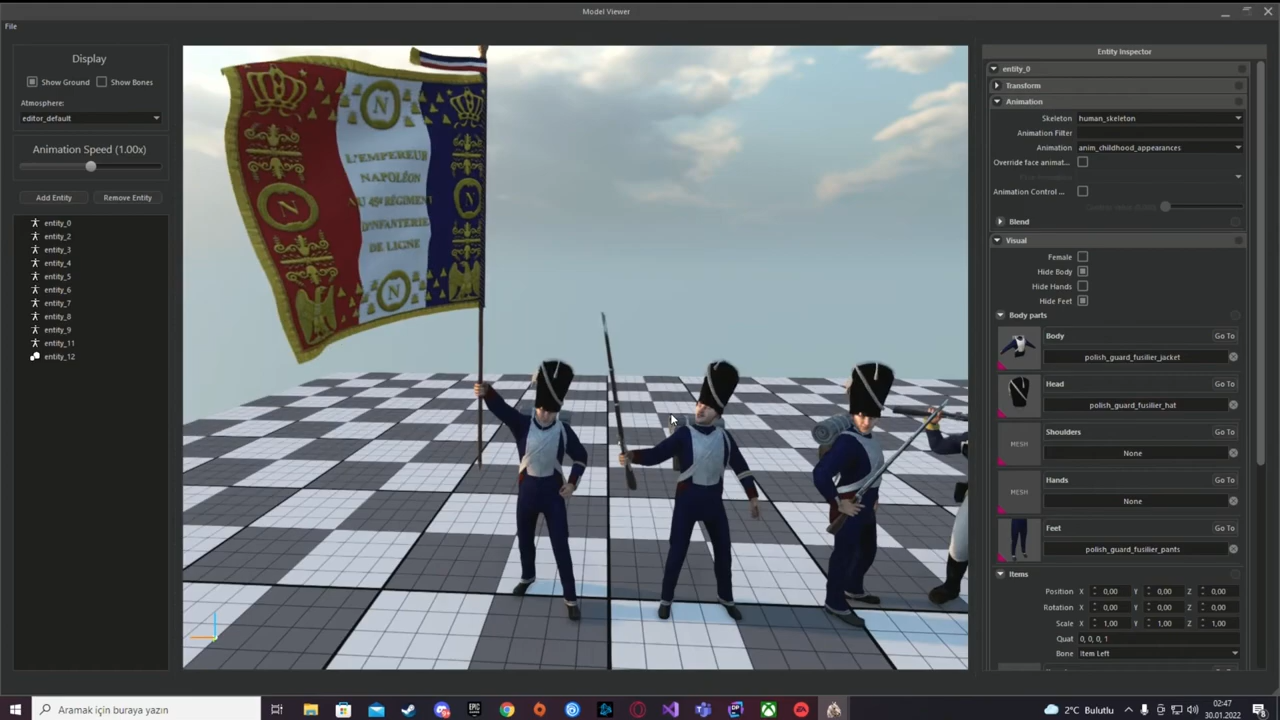 Model Viewer
File
Display
Show Ground
Show Bones
Atmosphere:
editor_default
Animation Speed (1.00x)
Add Entity
Remove Entity
entity_0
entity_2
entity_3
entity_4
entity_5
entity_6
entity_7
entity_8
entity_9
entity_11
entity_12
N
L'EMPEREUR
NAPOLÉON
AU 49e RÉGIMENT
D'INFANTERIE
DE LIGNE
N
N
N
Entity Inspector
entity_0
Transform
Animation
Skeleton human_skeleton
Animation Filter
Animation anim_childhood_appearances
Override face animat...
Animation Control ...
Blend
Visual
Female
Hide Body
Hide Hands
Hide Feet
Body parts
Body Go To
polish_guard_fusilier_jacket
Head Go To
polish_guard_fusilier_hat
Shoulders Go To
MESH
None
Hands Go To
MESH
None
Feet Go To
polish_guard_fusilier_pants
Items
Position X 0,00 Y 0,00 Z 0,00
Rotation X 0,00 Y 0,00 Z 0,00
Scale X 1,00 Y 1,00 Z 1,00
Quat 0, 0, 0, 1
Bone Item Left
Aramak için buraya yazın
EPIC
EA
2°C Bulutlu
02:47
30.01.2022